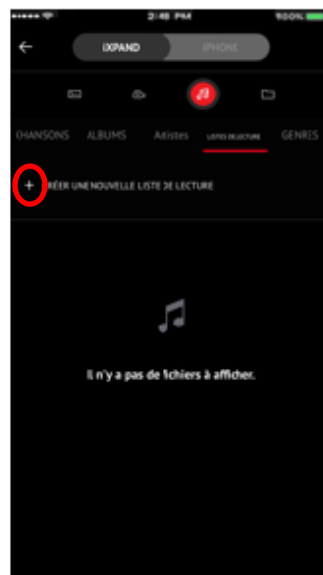 2:48 PM 100%
iXPAND IPHONE
CHANSONS ALBUMS Artistes LISTES DE LECTURE GENRES
+ CRÉER UNE NOUVELLE LISTE DE LECTURE
Il n'y a pas de fichiers à afficher.